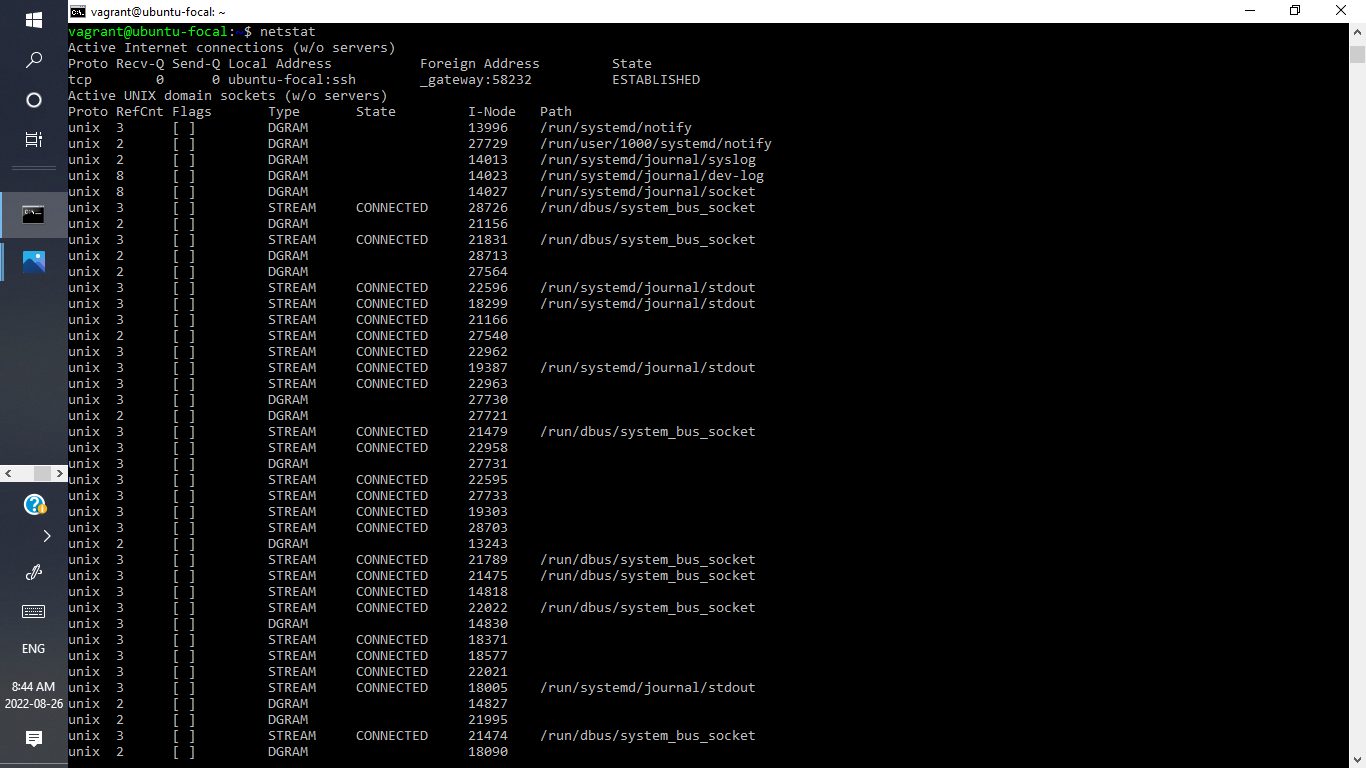 vagrant@ubuntu-focal: ~
vagrant@ubuntu-focal:~$ netstat
Active Internet connections (w/o servers)
Proto Recv-Q Send-Q Local Address           Foreign Address         State
tcp        0      0 ubuntu-focal:ssh        _gateway:58232          ESTABLISHED
Active UNIX domain sockets (w/o servers)
Proto RefCnt Flags       Type       State         I-Node   Path
unix  3      [ ]         DGRAM                    13996    /run/systemd/notify
unix  2      [ ]         DGRAM                    27729    /run/user/1000/systemd/notify
unix  2      [ ]         DGRAM                    14013    /run/systemd/journal/syslog
unix  8      [ ]         DGRAM                    14023    /run/systemd/journal/dev-log
unix  8      [ ]         DGRAM                    14027    /run/systemd/journal/socket
unix  3      [ ]         STREAM     CONNECTED     28726    /run/dbus/system_bus_socket
unix  2      [ ]         DGRAM                    21156
unix  3      [ ]         STREAM     CONNECTED     21831    /run/dbus/system_bus_socket
unix  2      [ ]         DGRAM                    28713
unix  2      [ ]         DGRAM                    27564
unix  3      [ ]         STREAM     CONNECTED     22596    /run/systemd/journal/stdout
unix  3      [ ]         STREAM     CONNECTED     18299    /run/systemd/journal/stdout
unix  3      [ ]         STREAM     CONNECTED     21166
unix  2      [ ]         STREAM     CONNECTED     27540
unix  3      [ ]         STREAM     CONNECTED     22962
unix  3      [ ]         STREAM     CONNECTED     19387    /run/systemd/journal/stdout
unix  3      [ ]         STREAM     CONNECTED     22963
unix  3      [ ]         DGRAM                    27730
unix  2      [ ]         DGRAM                    27721
unix  3      [ ]         STREAM     CONNECTED     21479    /run/dbus/system_bus_socket
unix  3      [ ]         STREAM     CONNECTED     22958
unix  3      [ ]         DGRAM                    27731
unix  3      [ ]         STREAM     CONNECTED     22595
unix  3      [ ]         STREAM     CONNECTED     27733
unix  3      [ ]         STREAM     CONNECTED     19303
unix  3      [ ]         STREAM     CONNECTED     28703
unix  2      [ ]         DGRAM                    13243
unix  3      [ ]         STREAM     CONNECTED     21789    /run/dbus/system_bus_socket
unix  3      [ ]         STREAM     CONNECTED     21475    /run/dbus/system_bus_socket
unix  3      [ ]         STREAM     CONNECTED     14818
unix  3      [ ]         STREAM     CONNECTED     22022    /run/dbus/system_bus_socket
unix  3      [ ]         DGRAM                    14830
unix  3      [ ]         STREAM     CONNECTED     18371
unix  3      [ ]         STREAM     CONNECTED     18577
unix  3      [ ]         STREAM     CONNECTED     22021
unix  3      [ ]         STREAM     CONNECTED     18005    /run/systemd/journal/stdout
unix  2      [ ]         DGRAM                    14827
unix  2      [ ]         DGRAM                    21995
unix  3      [ ]         STREAM     CONNECTED     21474    /run/dbus/system_bus_socket
unix  2      [ ]         DGRAM                    18090
ENG
8:44 AM
2022-08-26